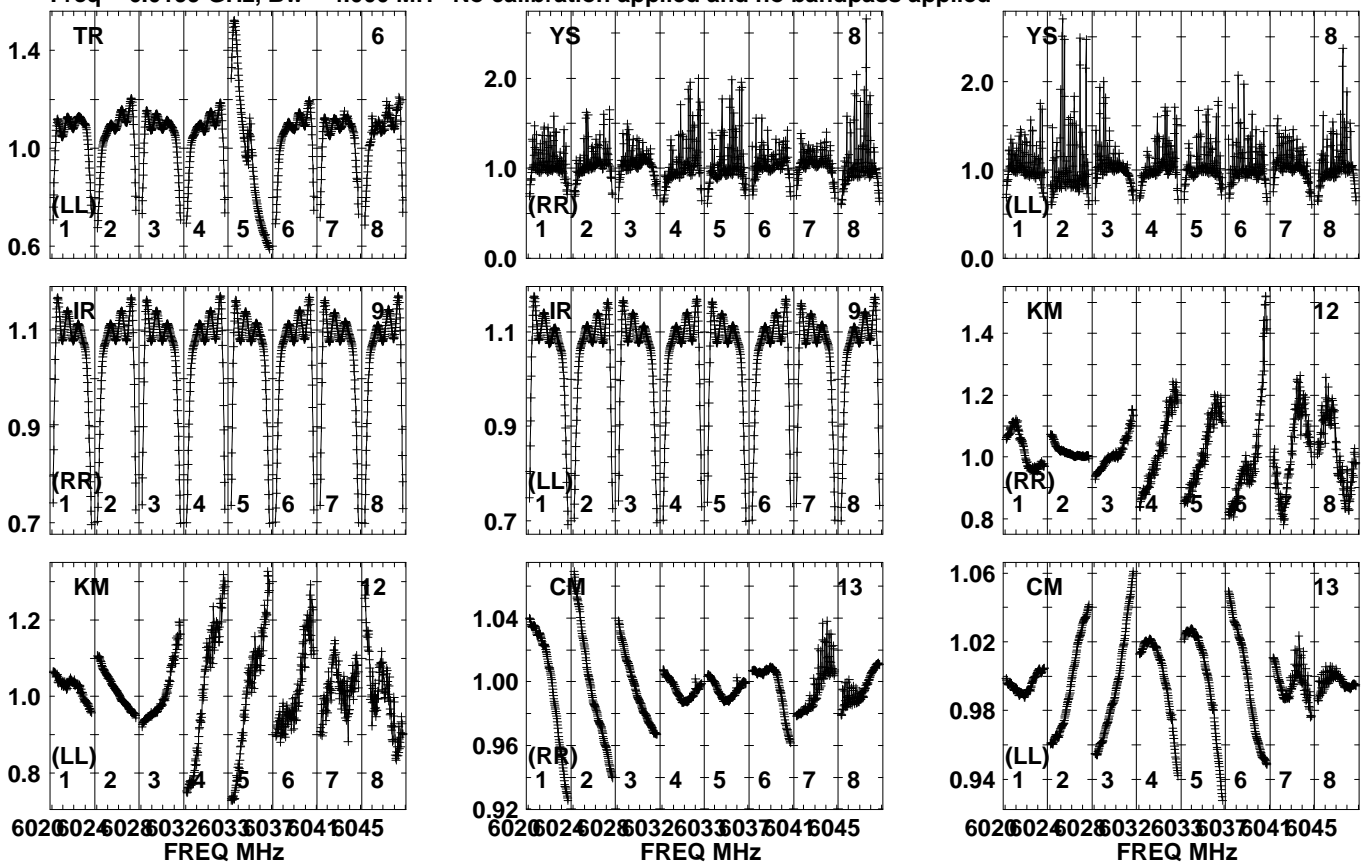 Freq GHz, No calibration applied and no bandpass applied
TR 6
1.4
1.0
0.6
(LL)
1 2 3 4 5 6 7 8
YS 8
2.0
1.0
0.0
(RR)
1 2 3 4 5 6 7 8
YS 8
2.0
1.0
0.0
(LL)
1 2 3 4 5 6 7 8
IR 9
1.1
0.9
0.7
(RR)
1 2 3 4 5 6 7 8
IR 9
1.1
0.9
0.7
(LL)
1 2 3 4 5 6 7 8
KM 12
1.4
1.2
1.0
0.8
(RR)
1 2 3 4 5 6 7 8
KM 12
1.2
1.0
0.8
(LL)
1 2 3 4 5 6 7 8
6020 6024 6028 6032 6033 6037 6041 6045
FREQ MHz
CM 13
1.04
1.00
0.96
0.92
(RR)
1 2 3 4 5 6 7 8
6020 6024 6028 6032 6033 6037 6041 6045
FREQ MHz
CM 13
1.06
1.02
0.98
0.94
(LL)
1 2 3 4 5 6 7 8
6020 6024 6028 6032 6033 6037 6041 6045
FREQ MHz